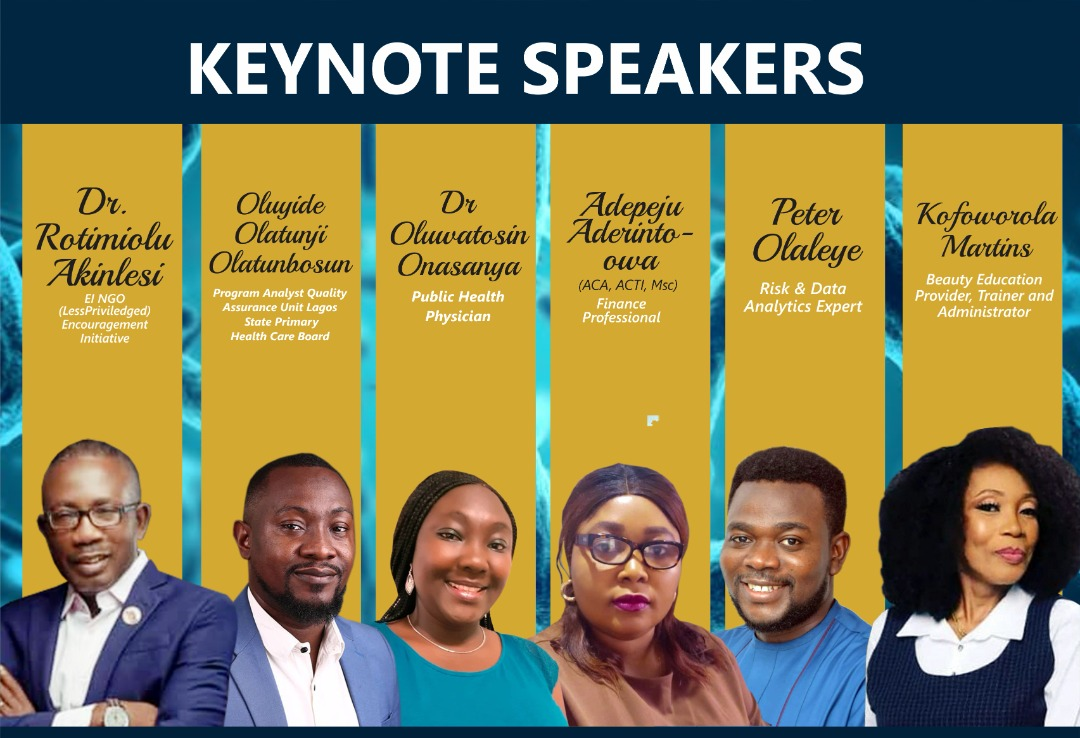 KEYNOTE SPEAKERS
Dr.
Rotimiolu
Akinlesi
EI NGO
(LessPriviledged)
Encouragement
Initiative
Oluyide
Olatunji
Olatunbosun
Program Analyst Quality
Assurance Unit Lagos
State Primary
Health Care Board
Dr
Oluwatosin
Onasanya
Public Health
Physician
Adepeju
Aderinto-
owa
(ACA, ACTI, Msc)
Finance
Professional
Peter
Olaleye
Risk & Data
Analytics Expert
Kofoworola
Martins
Beauty Education
Provider, Trainer and
Administrator